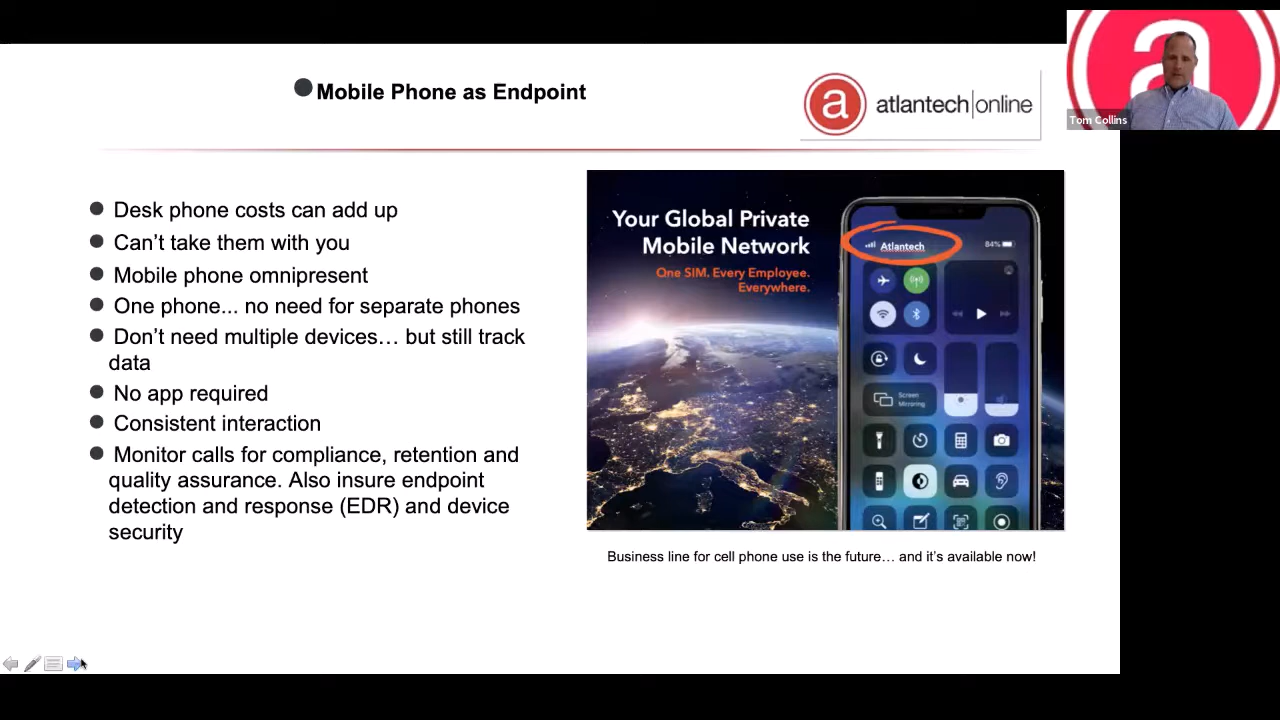 Mobile Phone as Endpoint
a atlantech|online
a
Tom Collins
Desk phone costs can add up
Can't take them with you
Mobile phone omnipresent
One phone... no need for separate phones
Don't need multiple devices… but still track
data
No app required
Consistent interaction
Monitor calls for compliance, retention and
quality assurance. Also insure endpoint
detection and response (EDR) and device
security
Your Global Private
Mobile Network
One SIM. Every Employee.
Everywhere.
Atlantech
84%
Screen
Mirroring
Business line for cell phone use is the future… and it's available now!